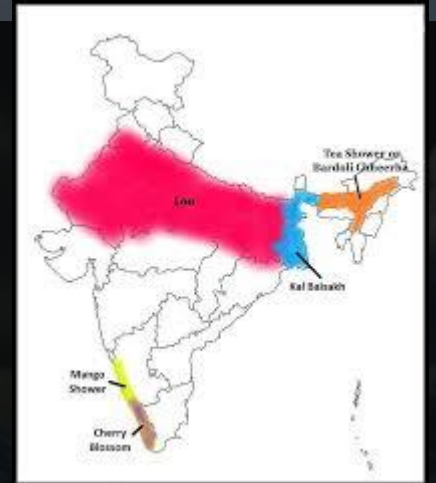 Tea Shower or
Bardoli Chheerha
Loo
Kal Baisakh
Mango
Shower
Cherry
Blossom